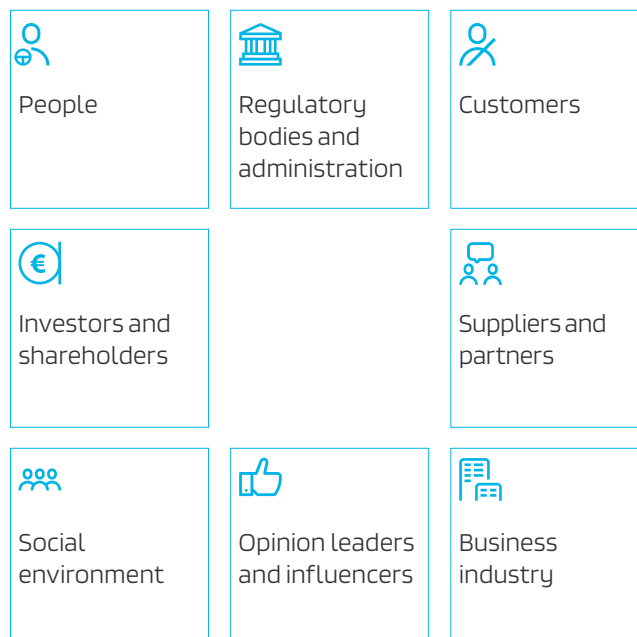 People
Regulatory
bodies and
administration
Customers
€
Investors and
shareholders
Suppliers and
partners
Social
environment
Opinion leaders
and influencers
Business
industry